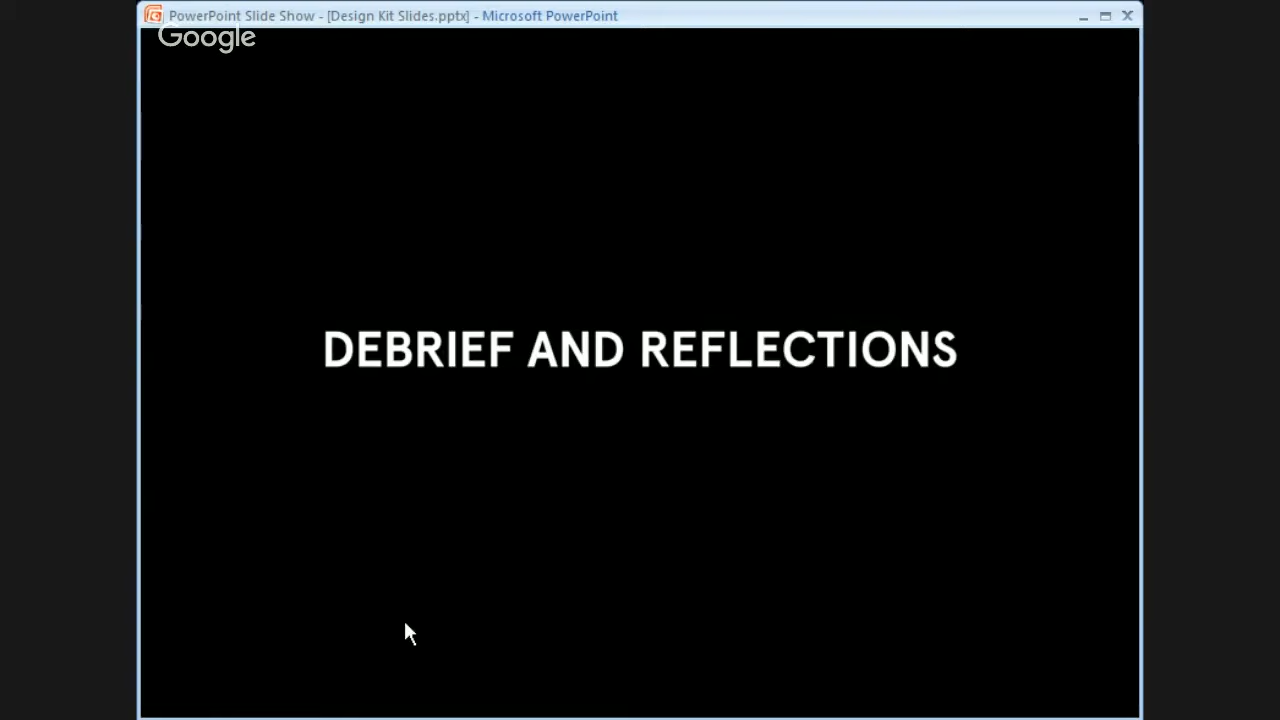 PowerPoint Slide Show - [Design Kit Slides.pptx] - Microsoft PowerPoint
Google
DEBRIEF AND REFLECTIONS